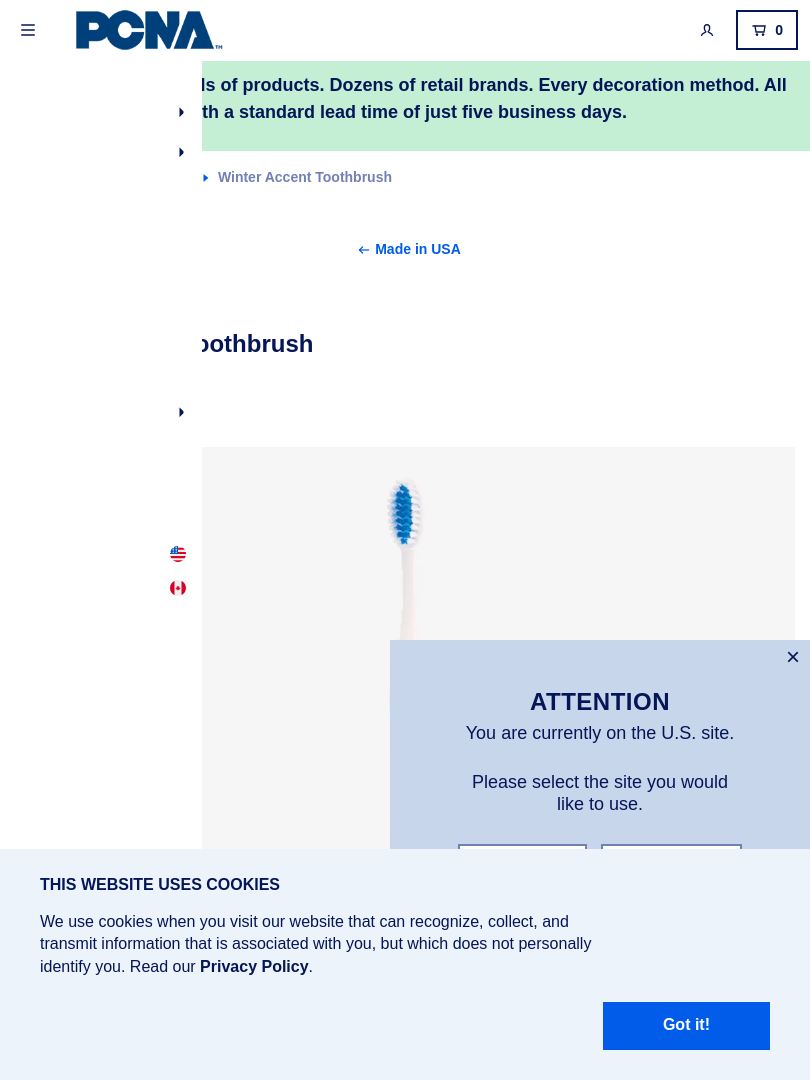 PCNA
0
of products. Dozens of retail brands. Every decoration method. All
a standard lead time of just five business days.
Winter Accent Toothbrush
Made in USA
ATTENTION
You are currently on the U.S. site.
Please select the site you would
like to use.
THIS WEBSITE USES COOKIES
We use cookies when you visit our website that can recognize, collect, and
transmit information that is associated with you, but which does not personally
identify you. Read our Privacy Policy.
Got it!